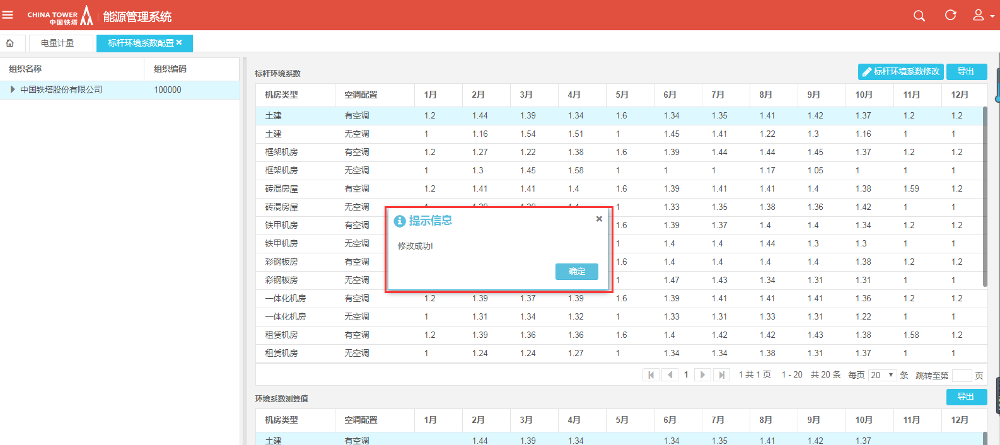 CHINA TOWER
中国铁塔
能源管理系统
电量计量
标杆环境系数配置 ×
组织名称 组织编码
中国铁塔股份有限公司 100000
标杆环境系数 标杆环境系数修改 导出
机房类型 空调配置 1月 2月 3月 4月 5月 6月 7月 8月 9月 10月 11月 12月
土建 有空调 1.2 1.44 1.39 1.34 1.6 1.34 1.35 1.41 1.42 1.37 1.2 1.2
土建 无空调 1 1.16 1.54 1.51 1 1.45 1.41 1.22 1.3 1.16 1 1
框架机房 有空调 1.2 1.27 1.22 1.38 1.6 1.39 1.44 1.44 1.45 1.37 1.2 1.2
框架机房 无空调 1 1.3 1.45 1.58 1 1 1 1.17 1.05 1 1 1
砖混房屋 有空调 1.2 1.41 1.41 1.4 1.6 1.39 1.41 1.41 1.4 1.38 1.59 1.2
砖混房屋 无空调 1 1.33 1.35 1.38 1.36 1.42 1 1
铁甲机房 有空调 1.6 1.39 1.37 1.4 1.4 1.34 1.2 1.2
铁甲机房 无空调 1 1.4 1.4 1.44 1.3 1.3 1 1
彩钢板房 有空调 1.6 1.4 1.4 1.4 1.4 1.38 1.2 1.2
彩钢板房 无空调 1 1.47 1.43 1.34 1.31 1.31 1 1
一体化机房 有空调 1.2 1.39 1.37 1.39 1.6 1.39 1.41 1.41 1.41 1.36 1.2 1.2
一体化机房 无空调 1 1.31 1.34 1.32 1 1.33 1.31 1.33 1.31 1.22 1 1
租赁机房 有空调 1.2 1.39 1.36 1.36 1.6 1.4 1.42 1.42 1.43 1.38 1.58 1.2
租赁机房 无空调 1 1.24 1.24 1.27 1 1.34 1.34 1.38 1.31 1.37 1 1
提示信息 ×
修改成功!
确定
1 1 共 1 页 1 - 20 共 20 条 每页 20 条 跳转至第 页
环境系数测算值 导出
机房类型 空调配置 1月 2月 3月 4月 5月 6月 7月 8月 9月 10月 11月 12月
土建 有空调 1.44 1.39 1.34 1.34 1.35 1.41 1.42 1.37